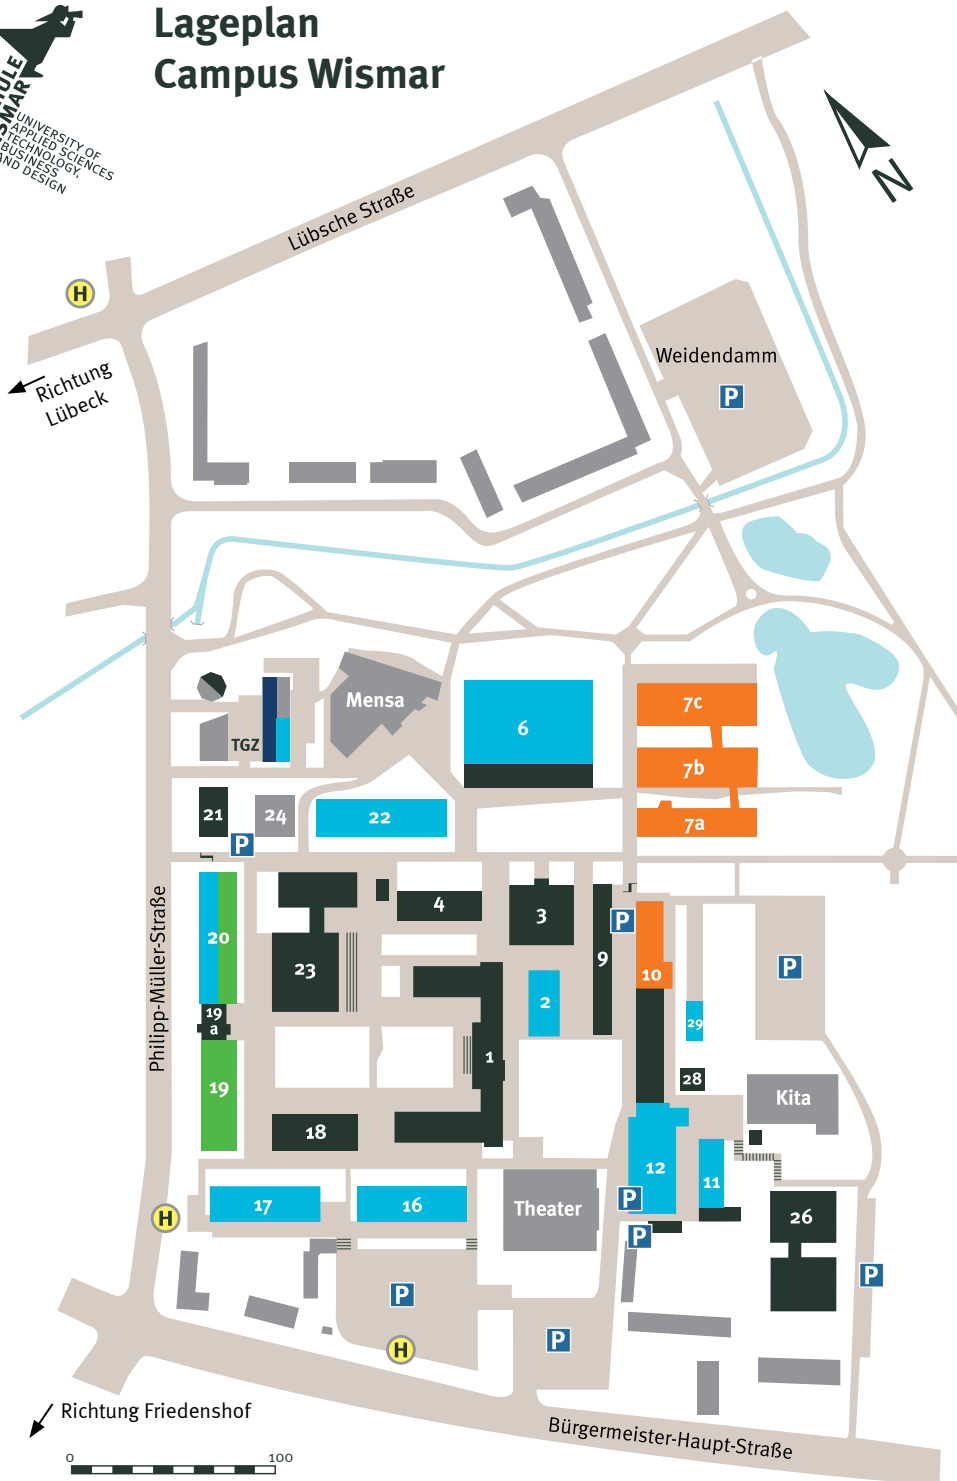 Lageplan
Campus Wismar
UNIVERSITY OF
APPLIED SCIENCES
TECHNOLOGY,
BUSINESS
AND DESIGN
N
Lübsche Straße
H
Richtung
Lübeck
Weidendamm
P
Mensa
TGZ
6
7c
7b
7a
21
24
22
P
4
3
9
P
10
P
20
23
2
29
19
a
1
28
19
Kita
18
12
11
17
16
Theater
P
26
H
P
P
P
P
H
Philipp-Müller-Straße
Richtung Friedenshof
Bürgermeister-Haupt-Straße
0 100